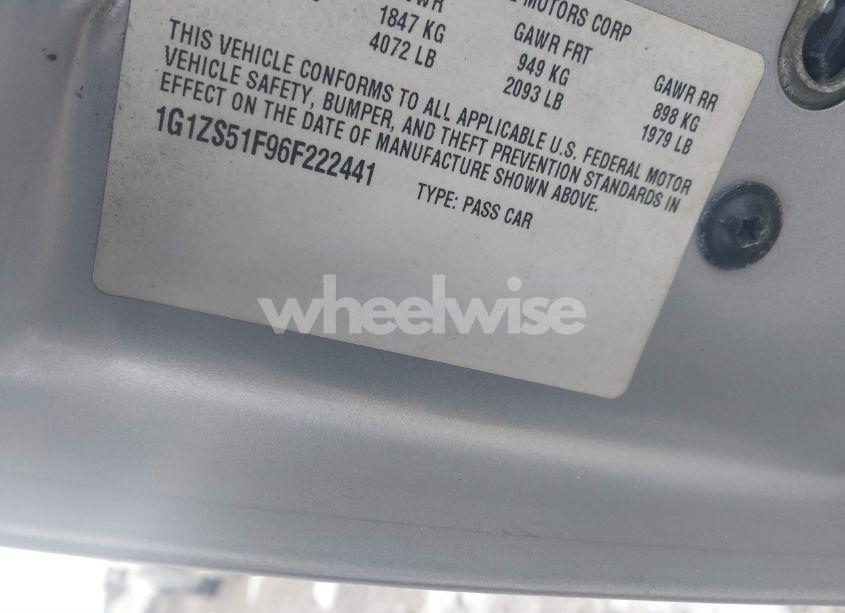 MOTORS CORP
1847 KG
4072 LB
GAWR FRT
949 KG
2093 LB
GAWR RR
898 KG
1979 LB
THIS VEHICLE CONFORMS TO ALL APPLICABLE U.S. FEDERAL MOTOR
VEHICLE SAFETY, BUMPER, AND THEFT PREVENTION STANDARDS IN
EFFECT ON THE DATE OF MANUFACTURE SHOWN ABOVE.
1G1ZS51F96F222441
TYPE: PASS CAR
wheelwise